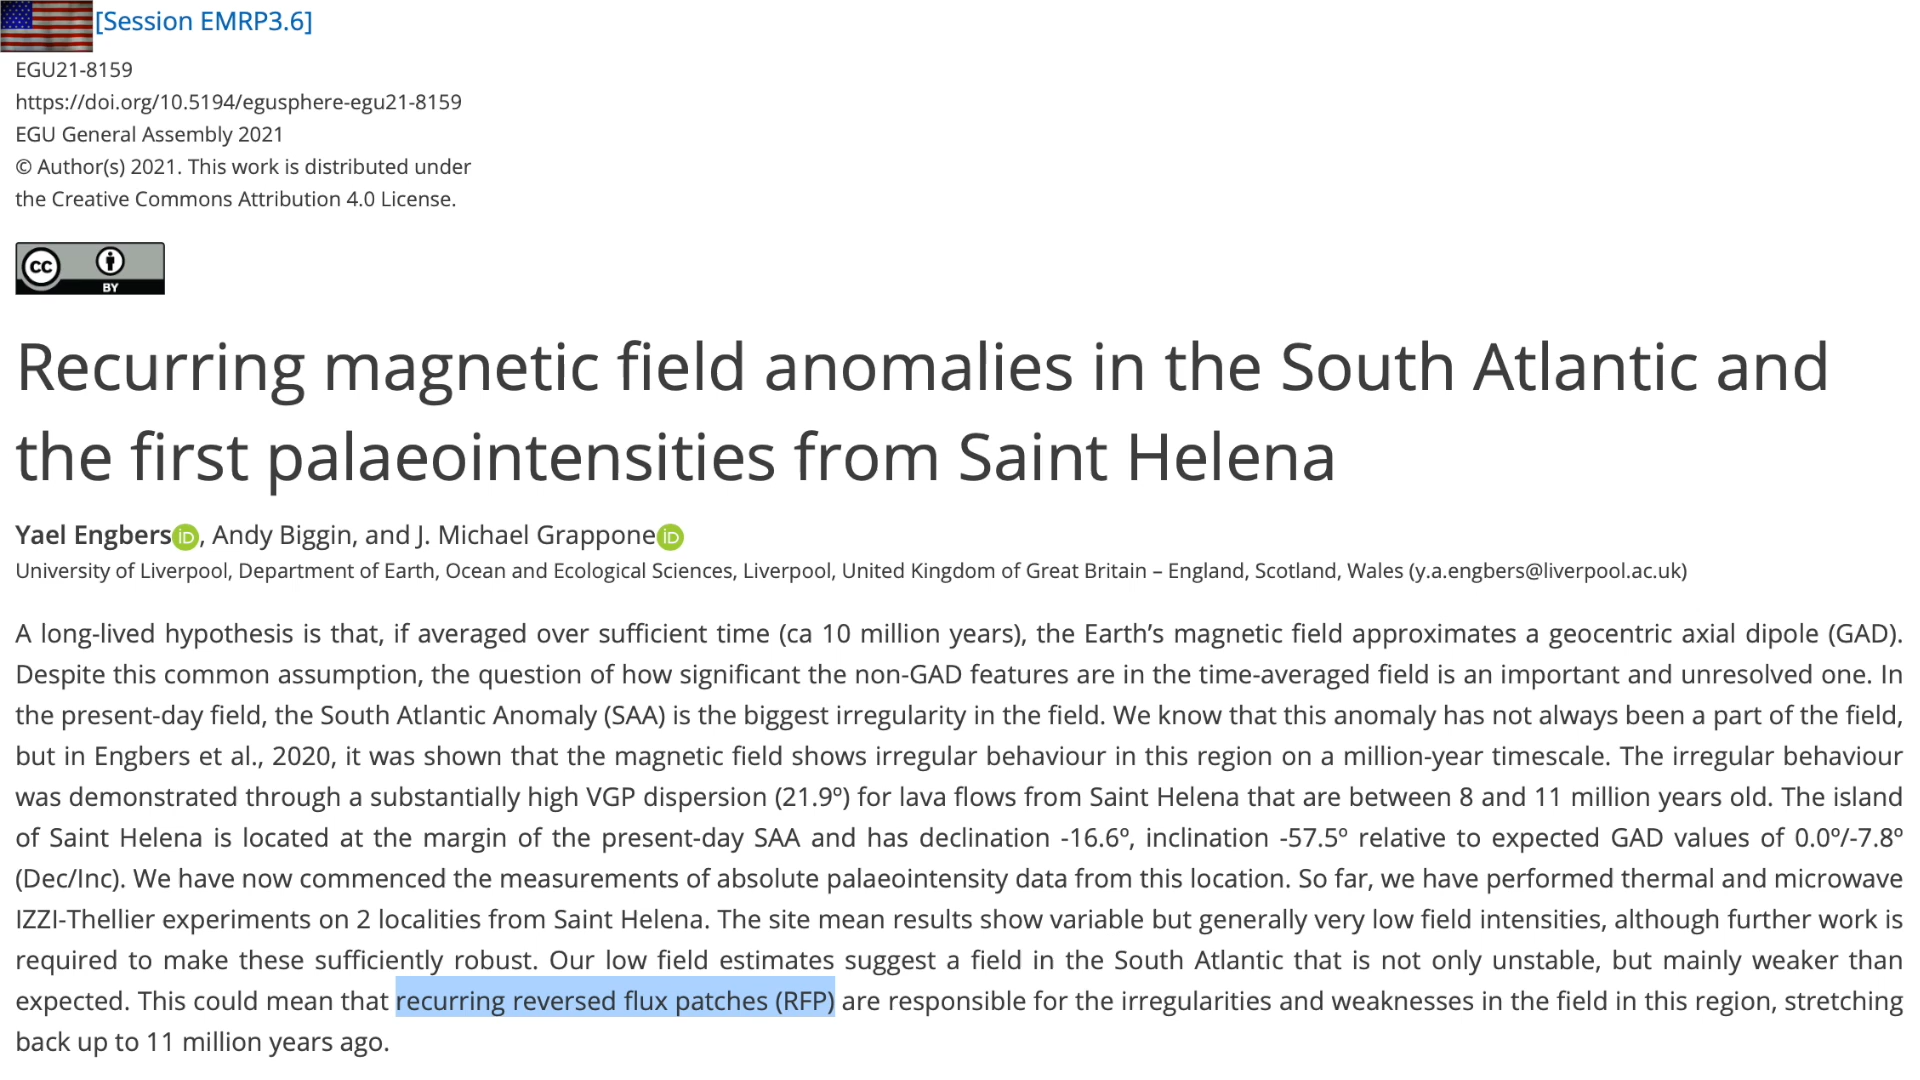 [Session EMRP3.6]
EGU21-8159
https://doi.org/10.5194/egusphere-egu21-8159
EGU General Assembly 2021
© Author(s) 2021. This work is distributed under
the Creative Commons Attribution 4.0 License.
cc
BY
Recurring magnetic field anomalies in the South Atlantic and
the first palaeointensities from Saint Helena
Yael Engbers iD, Andy Biggin, and J. Michael Grappone iD
University of Liverpool, Department of Earth, Ocean and Ecological Sciences, Liverpool, United Kingdom of Great Britain – England, Scotland, Wales (y.a.engbers@liverpool.ac.uk)
A long-lived hypothesis is that, if averaged over sufficient time (ca 10 million years), the Earth’s magnetic field approximates a geocentric axial dipole (GAD).
Despite this common assumption, the question of how significant the non-GAD features are in the time-averaged field is an important and unresolved one. In
the present-day field, the South Atlantic Anomaly (SAA) is the biggest irregularity in the field. We know that this anomaly has not always been a part of the field,
but in Engbers et al., 2020, it was shown that the magnetic field shows irregular behaviour in this region on a million-year timescale. The irregular behaviour
was demonstrated through a substantially high VGP dispersion (21.9º) for lava flows from Saint Helena that are between 8 and 11 million years old. The island
of Saint Helena is located at the margin of the present-day SAA and has declination -16.6º, inclination -57.5º relative to expected GAD values of 0.0º/-7.8º
(Dec/Inc). We have now commenced the measurements of absolute palaeointensity data from this location. So far, we have performed thermal and microwave
IZZI-Thellier experiments on 2 localities from Saint Helena. The site mean results show variable but generally very low field intensities, although further work is
required to make these sufficiently robust. Our low field estimates suggest a field in the South Atlantic that is not only unstable, but mainly weaker than
expected. This could mean that recurring reversed flux patches (RFP) are responsible for the irregularities and weaknesses in the field in this region, stretching
back up to 11 million years ago.